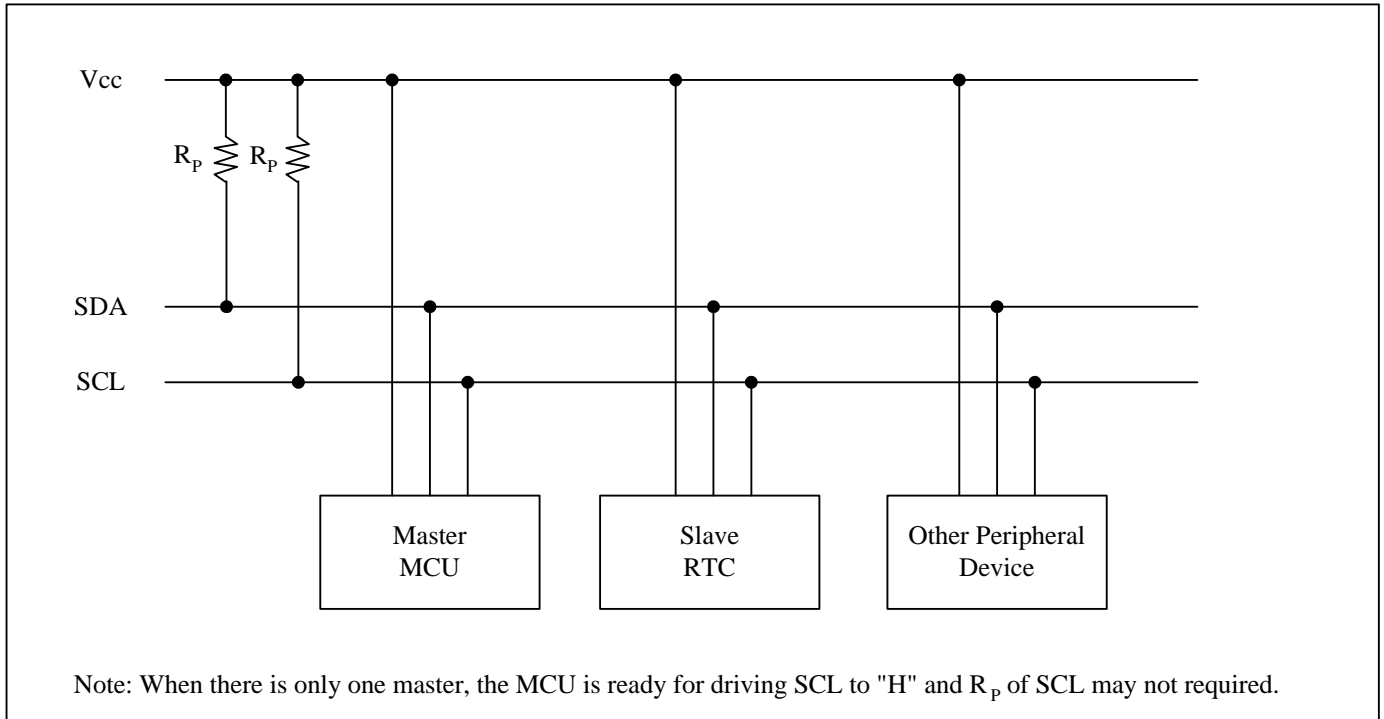 Vcc
R_P R_P
SDA
SCL
Master
MCU
Slave
RTC
Other Peripheral
Device
Note: When there is only one master, the MCU is ready for driving SCL to "H" and R_P of SCL may not required.